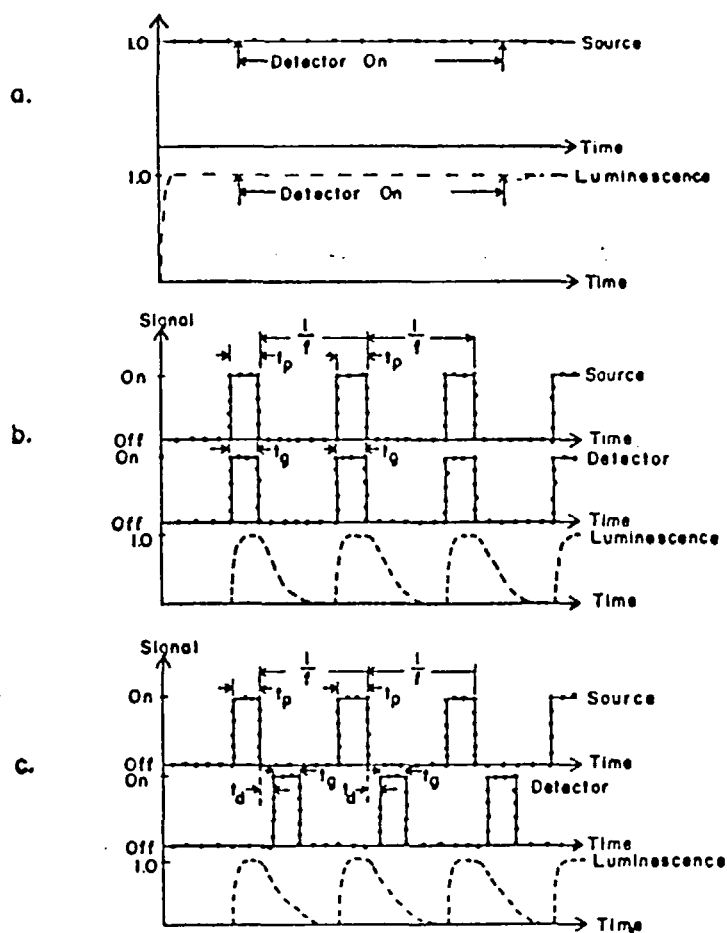 a.
1.0
Source
Detector On
Time
1.0
Luminescence
Detector On
Time
b.
Signal
1/f
1/f
tp
tp
On
Source
Off
Time
tg
tg
On
Detector
Off
Time
1.0
Luminescence
Time
c.
Signal
1/f
1/f
tp
tp
On
Source
Off
Time
On
tg
tg
td
td
Detector
Off
Time
1.0
Luminescence
Time